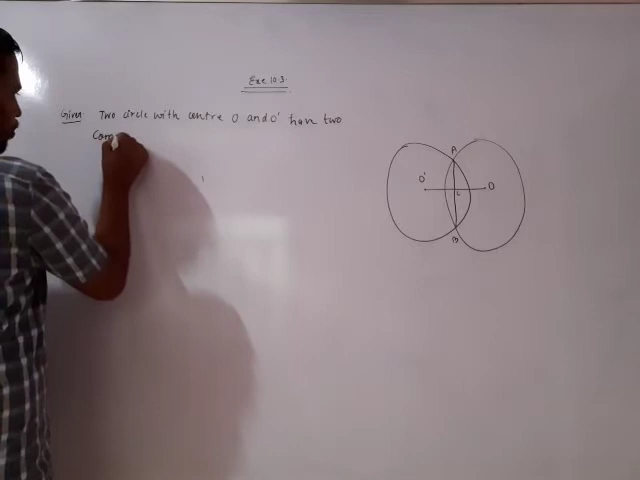 Exe 10.3.
Given Two circle with centre O and O' have two
Com
A
O'
O
L
B